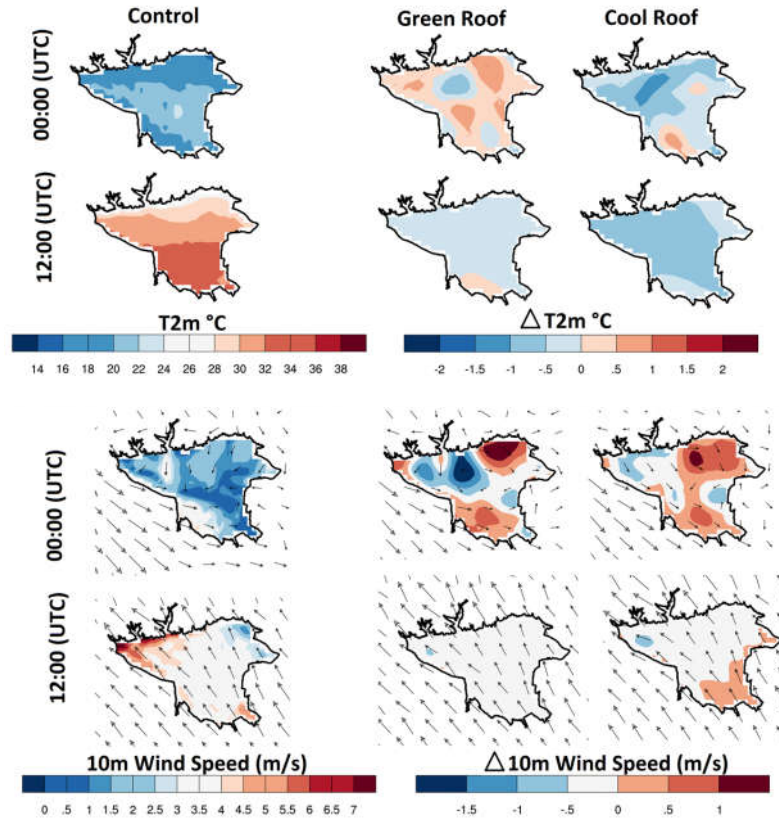 Control Green Roof Cool Roof
00:00 (UTC)
12:00 (UTC)
T2m °C
14 16 18 20 22 24 26 28 30 32 34 36 38
△ T2m °C
-2 -1.5 -1 -.5 0 .5 1 1.5 2
00:00 (UTC)
12:00 (UTC)
10m Wind Speed (m/s)
0 .5 1 1.5 2 2.5 3 3.5 4 4.5 5 5.5 6 6.5 7
△10m Wind Speed (m/s)
-1.5 -1 -.5 0 .5 1